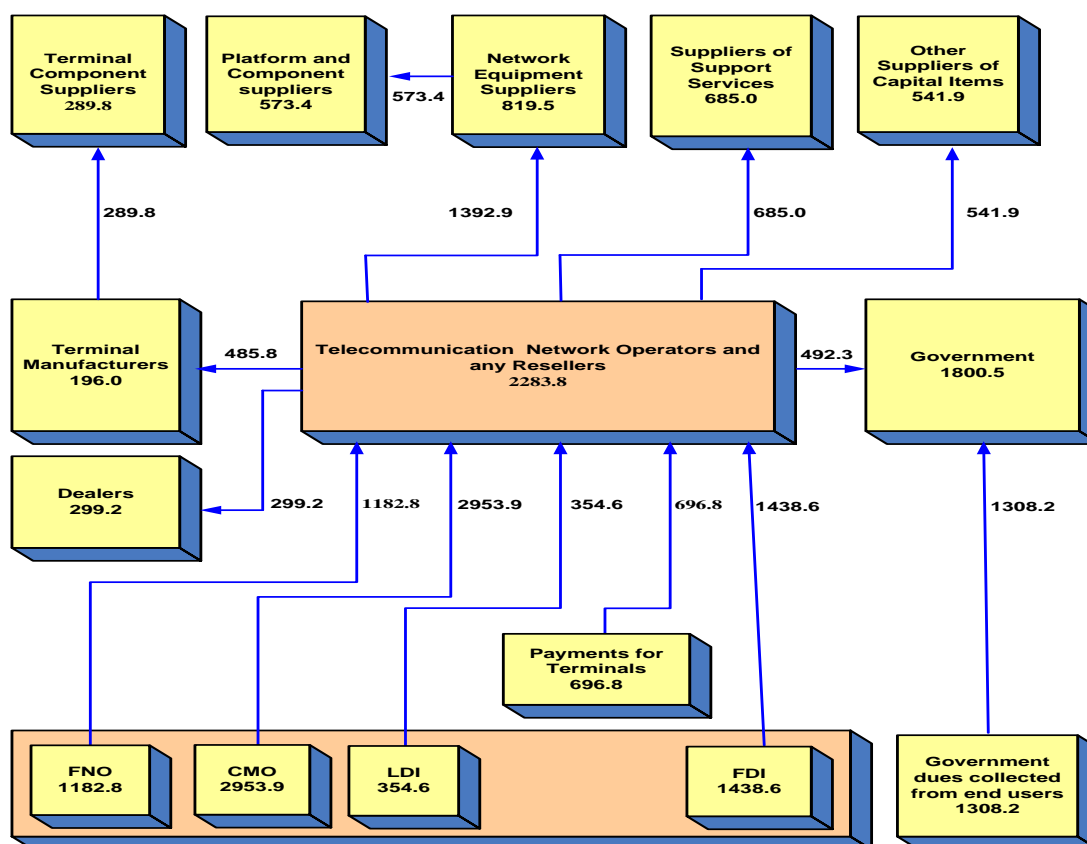 Terminal
Component
Suppliers
289.8
Platform and
Component
suppliers
573.4
573.4
Network
Equipment
Suppliers
819.5
Suppliers of
Support
Services
685.0
Other
Suppliers of
Capital Items
541.9
289.8
1392.9
685.0
541.9
Terminal
Manufacturers
196.0
485.8
Telecommunication Network Operators and
any Resellers
2283.8
492.3
Government
1800.5
Dealers
299.2
299.2
1182.8
2953.9
354.6
696.8
1438.6
1308.2
Payments for
Terminals
696.8
FNO
1182.8
CMO
2953.9
LDI
354.6
FDI
1438.6
Government
dues collected
from end users
1308.2